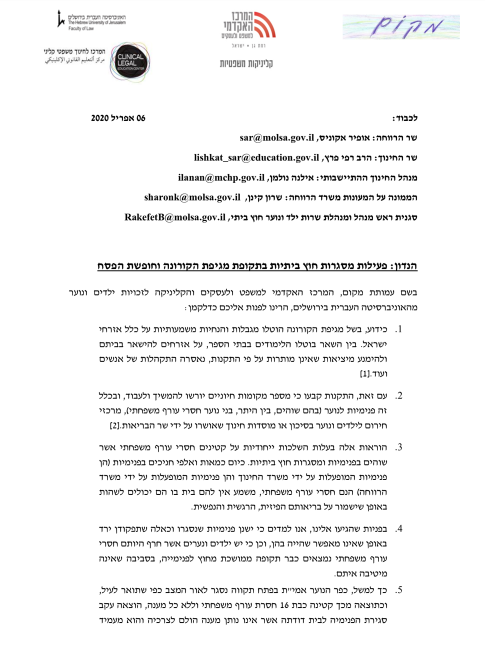 האוניברסיטה העברית בירושלים
The Hebrew University of Jerusalem
Faculty of Law
המרכז לחינוך משפטי קליני
CLINICAL
LEGAL
EDUCATION CENTER
המרכז
האקדמי
למשפט ולעסקים
רמת גן • ישראל
קליניקות משפטיות
מקום
לכבוד: 06 אפריל 2020
שר הרווחה: אופיר אקוניס, sar@molsa.gov.il
שר החינוך: הרב רפי פרץ, lishkat_sar@education.gov.il
מנהל החינוך ההתיישבותי: אילנה נולמן, ilanan@mchp.gov.il
הממונה על המעונות משרד הרווחה: שרון קינן, sharonk@molsa.gov.il
סגנית ראש מנהל ומנהלת שרות ילד ונוער חוץ ביתי, RakefetB@molsa.gov.il
הנדון: פעילות מסגרות חוץ ביתיות בתקופת מגיפת הקורונה וחופשת הפסח
בשם עמותת מקום, המרכז האקדמי למשפט ולעסקים והקליניקה לזכויות ילדים ונוער
מהאוניברסיטה העברית בירושלים, הרינו לפנות אליכם כדלקמן:
1. כידוע, בשל מגיפת הקורונה הוטלו מגבלות והנחיות משמעותיות על כלל אזרחי
ישראל. בין השאר בוטלו הלימודים בבתי הספר, על אזרחים להישאר בביתם
ולהימנע מיציאות שאינן מותרות על פי התקנות, נאסרה התקהלות של אנשים
ועוד.[1]
2. עם זאת, התקנות קבעו כי מספר מקומות חיוניים יורשו להמשיך ולעבוד, ובכלל
זה פנימיות לנוער (בהם שוהים, בין היתר, בני נוער חסרי עורף משפחתי), מרכזי
חירום לילדים ונוער בסיכון או מוסדות חינוך שאושרו על ידי שר הבריאות.[2]
3. הוראות אלה בעלות השלכות ייחודיות על קטינים חסרי עורף משפחתי אשר
שוהים בפנימיות ומסגרות חוץ ביתיות. כיום כמאות ואלפי חניכים בפנימיות (הן
פנימיות המופעלות על ידי משרד החינוך והן פנימיות המופעלות על ידי משרד
הרווחה) הנם חסרי עורף משפחתי, משמע אין להם בית בו הם יכולים לשהות
באופן שישמור על בריאותם הפיזית, הרגשית והנפשית.
4. בפניות שהגיעו אלינו, אנו למדים כי ישנן פנימיות שנסגרו וכאלה שתפקודן ירד
באופן שאינו מאפשר שהייה בהן, וכן כי יש ילדים ונערים אשר חרף היותם חסרי
עורף משפחתי נמצאים כבר תקופה ממושכת מחוץ לפנימייה, בסביבה שאינה
מיטיבה איתם.
5. כך למשל, כפר הנוער אמי"ת בפתח תקווה נסגר לאור המצב כפי שתואר לעיל,
וכתוצאה מכך קטינה כבת 16 חסרת עורף משפחתי וללא כל מענה, הוצאה עקב
סגירת הפנימיה לבית דודתה אשר אינו נותן מענה הולם לצרכיה והוא מעמיד